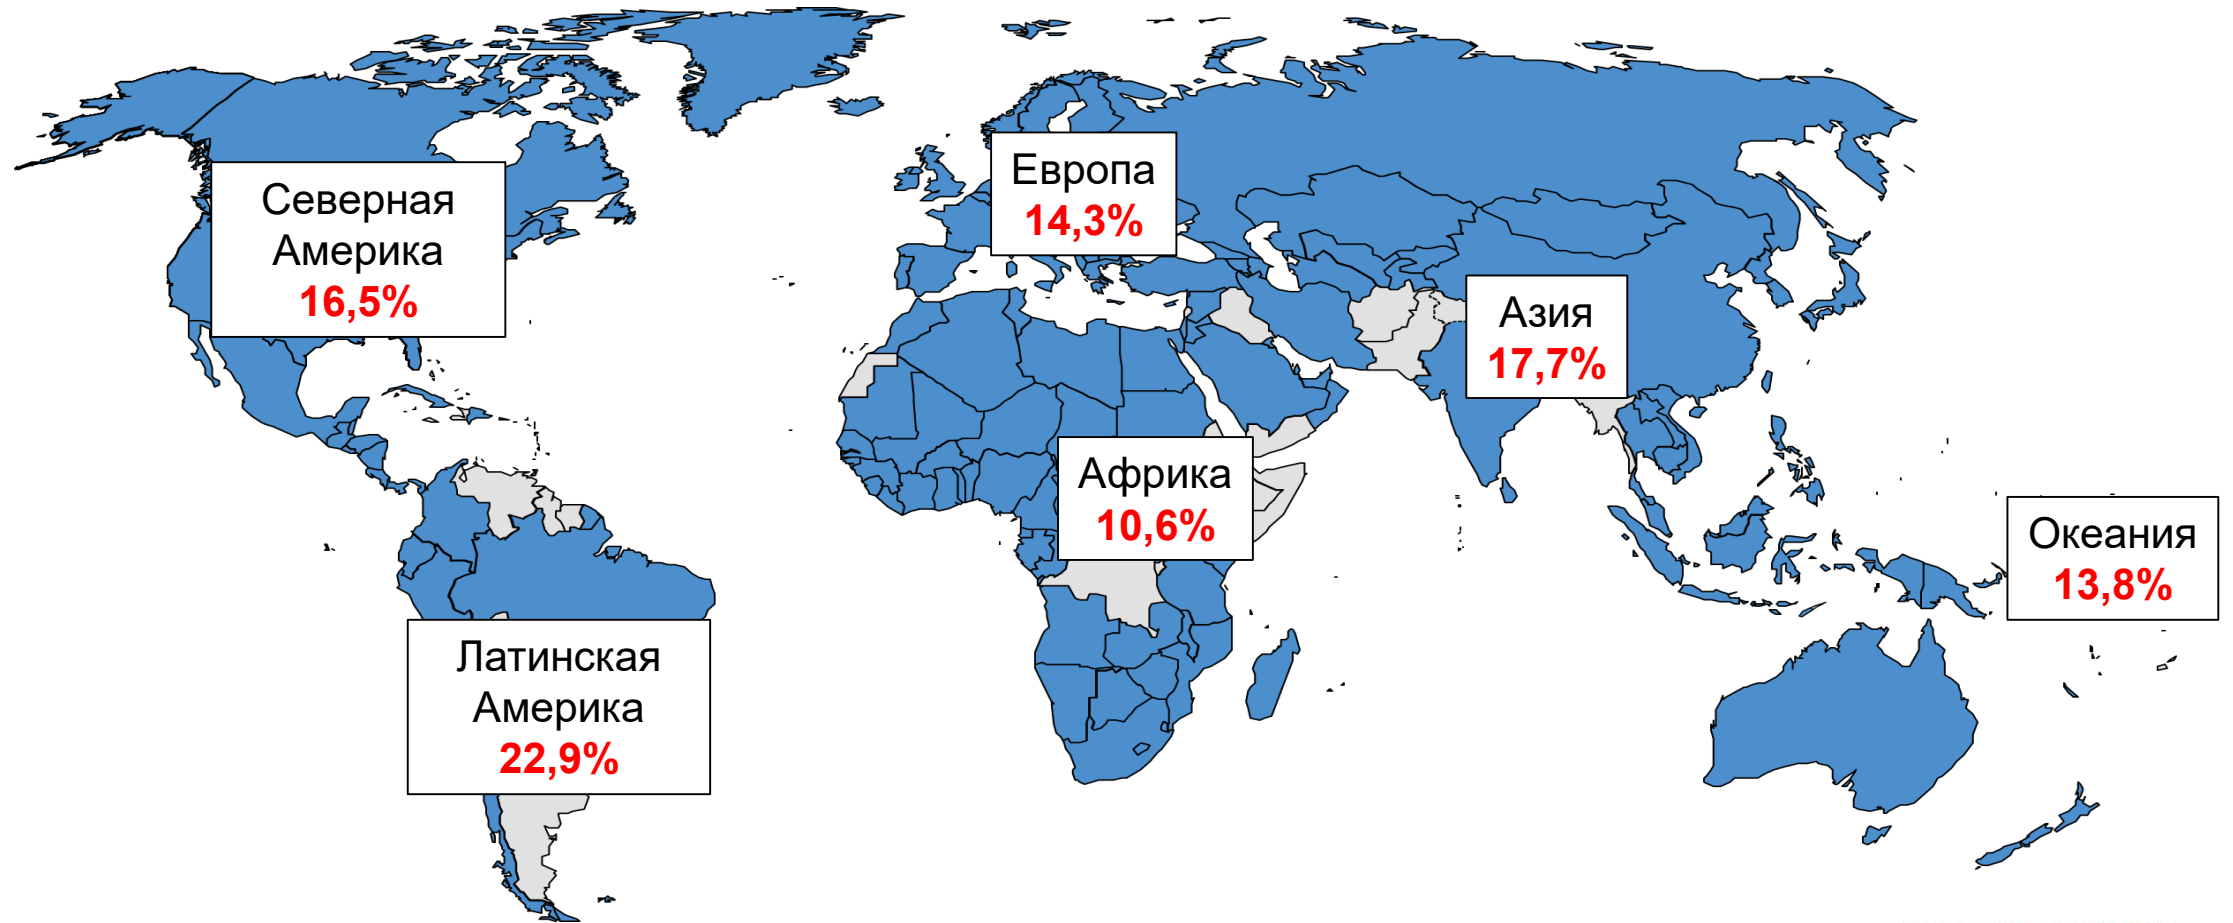 Европа
14,3%
Северная
Америка
16,5%
Азия
17,7%
Африка
10,6%
Океания
13,8%
Латинская
Америка
22,9%